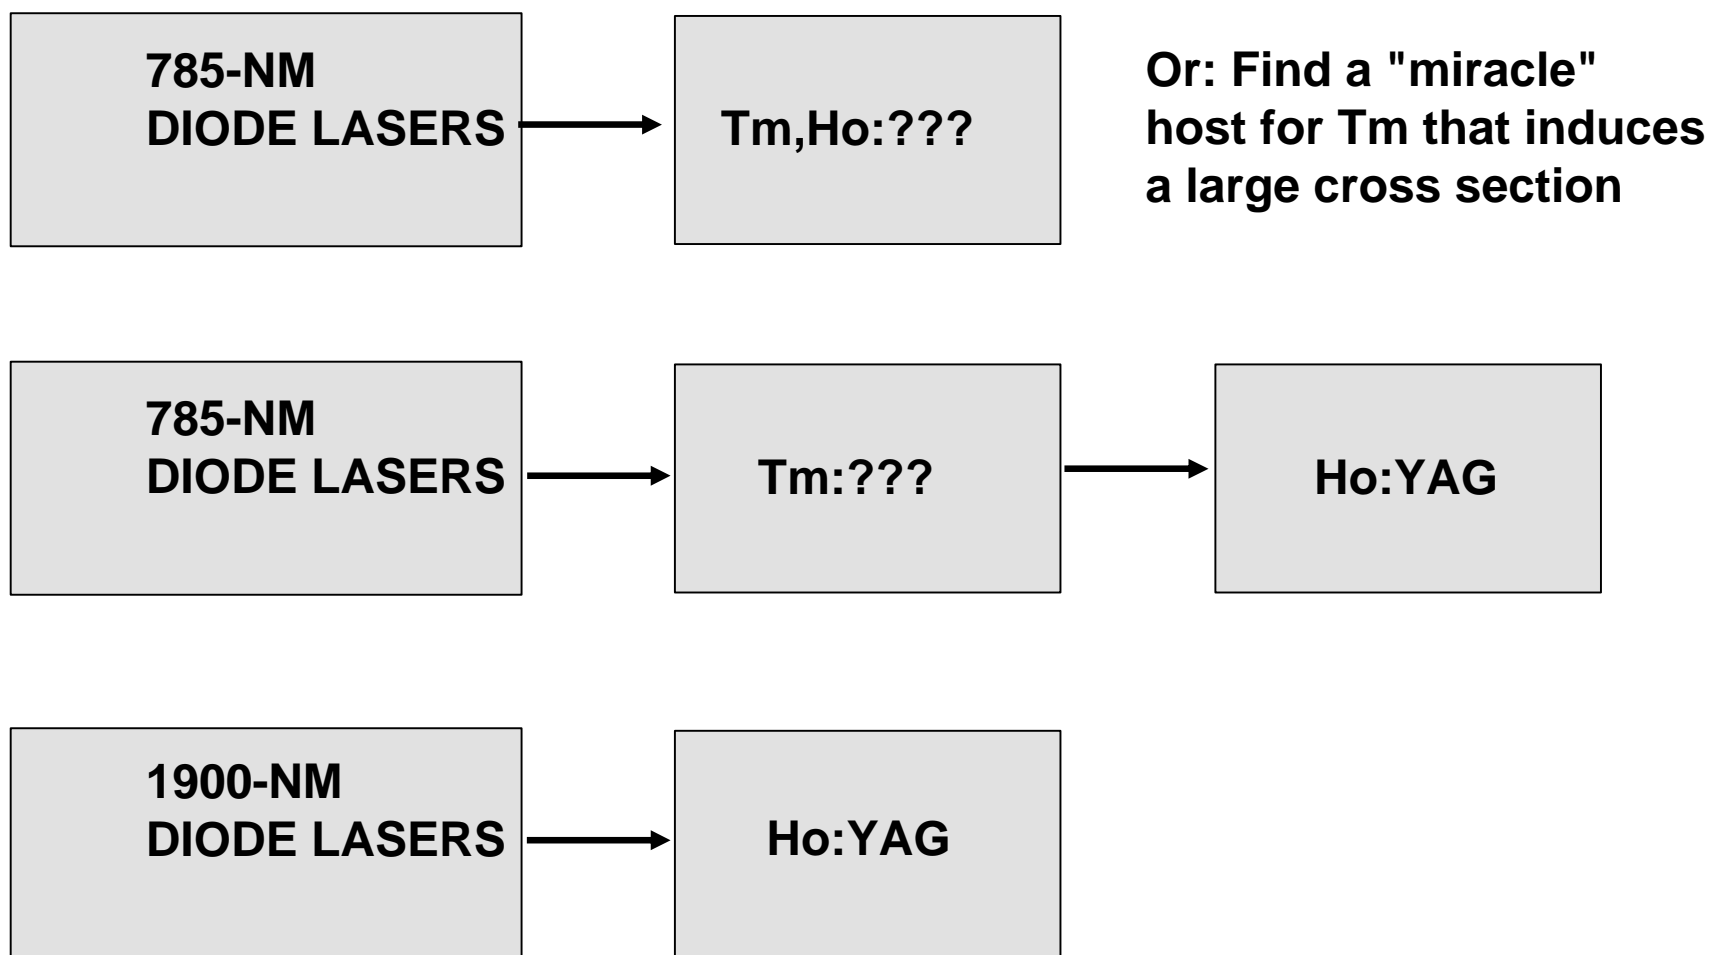 785-NM
DIODE LASERS
Tm,Ho:???
Or: Find a "miracle"
host for Tm that induces
a large cross section
785-NM
DIODE LASERS
Tm:???
Ho:YAG
1900-NM
DIODE LASERS
Ho:YAG